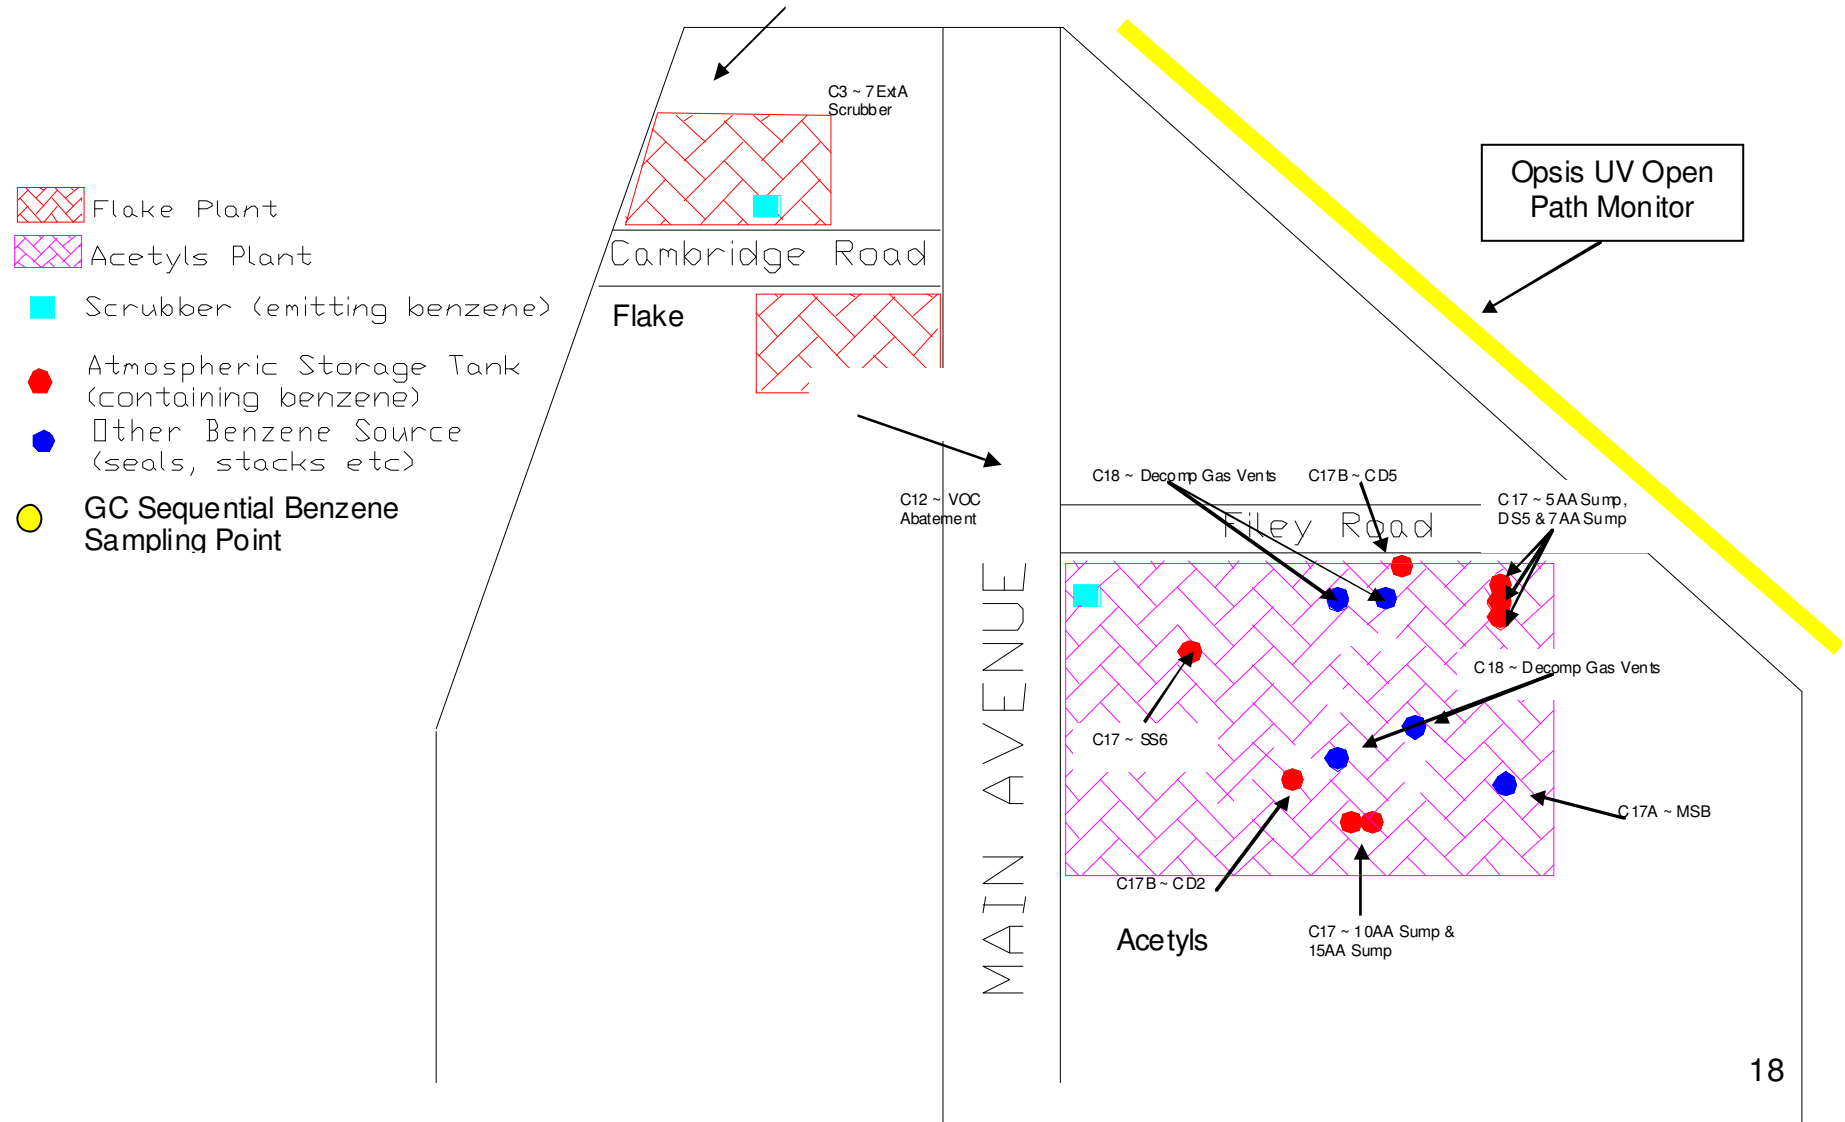 C3 ~ 7ExtA
Scrubber
Opsis UV Open
Path Monitor
Flake Plant
Acetyls Plant
Scrubber (emitting benzene)
Atmospheric Storage Tank
(containing benzene)
Other Benzene Source
(seals, stacks etc)
GC Sequential Benzene
Sampling Point
Cambridge Road
Flake
C12 ~ VOC
Abatement
C18 ~ Decomp Gas Vents
C17B ~ CD5
C17 ~ 5AA Sump,
DS5 & 7AA Sump
Filey Road
MAIN AVENUE
C18 ~ Decomp Gas Vents
C17 ~ SS6
C17A ~ MSB
C17B ~ CD2
Acetyls
C17 ~ 10AA Sump &
15AA Sump
18